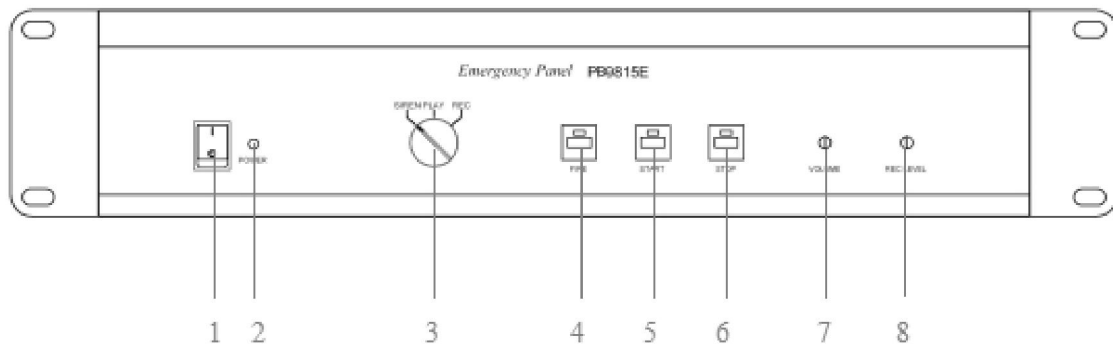 Emergency Panel PB9815E
SIREN PLAY REC
POWER
FIRE
START
STOP
VOLUME
REC LEVEL
1 2 3 4 5 6 7 8